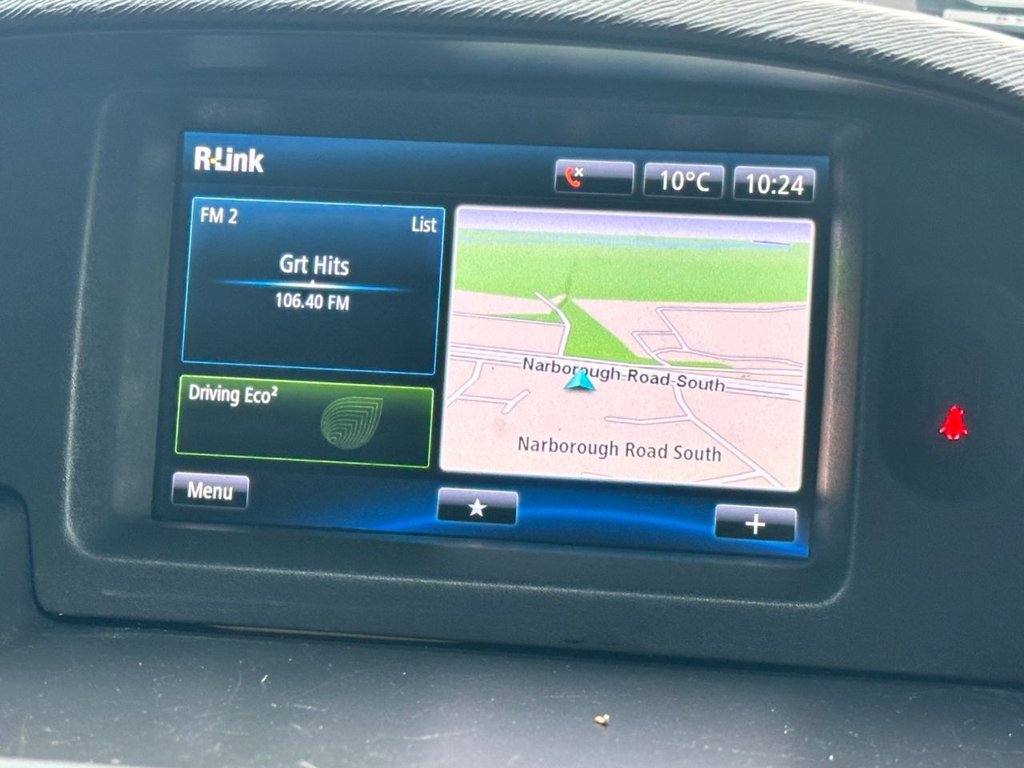 R-Link
10°C
10:24
FM 2
List
Grt Hits
106.40 FM
Narborough Road South
Driving Eco²
Narborough Road South
Menu